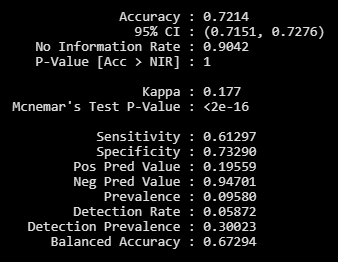 Accuracy : 0.7214
95% CI : (0.7151, 0.7276)
No Information Rate : 0.9042
P-Value [Acc > NIR] : 1
Kappa : 0.177
Mcnemar's Test P-Value : <2e-16
Sensitivity : 0.61297
Specificity : 0.73290
Pos Pred Value : 0.19559
Neg Pred Value : 0.94701
Prevalence : 0.09580
Detection Rate : 0.05872
Detection Prevalence : 0.30023
Balanced Accuracy : 0.67294